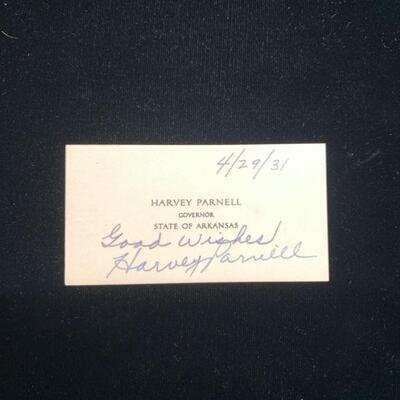 4/29/31
HARVEY PARNELL
GOVERNOR
STATE OF ARKANSAS
Good Wishes
Harvey Parnell